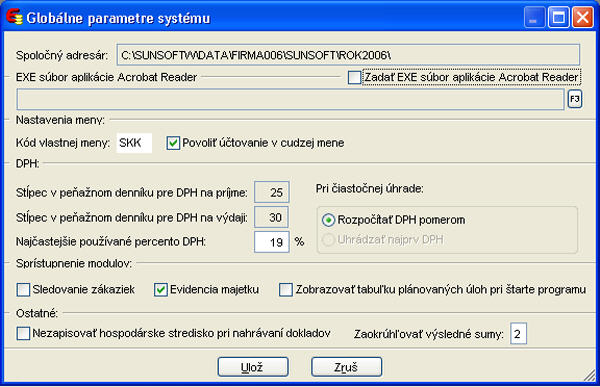 Globálne parametre systému
Spoločný adresár: C:\SUNSOFTW\DATA\FIRMA006\SUNSOFT\ROK2006\
EXE súbor aplikácie Acrobat Reader Zadať EXE súbor aplikácie Acrobat Reader
F3
Nastavenia meny:
Kód vlastnej meny: SKK Povoliť účtovanie v cudzej mene
DPH:
Stĺpec v peňažnom denníku pre DPH na príjme: 25 Pri čiastočnej úhrade:
Stĺpec v peňažnom denníku pre DPH na výdaji: 30 Rozpočítať DPH pomerom
Najčastejšie používané percento DPH: 19 % Uhrádzať najprv DPH
Sprístupnenie modulov:
Sledovanie zákaziek Evidencia majetku Zobrazovať tabuľku plánovaných úloh pri štarte programu
Ostatné:
Nezapisovať hospodárske stredisko pri nahrávaní dokladov Zaokrúhľovať výsledné sumy: 2
Ulož Zruš